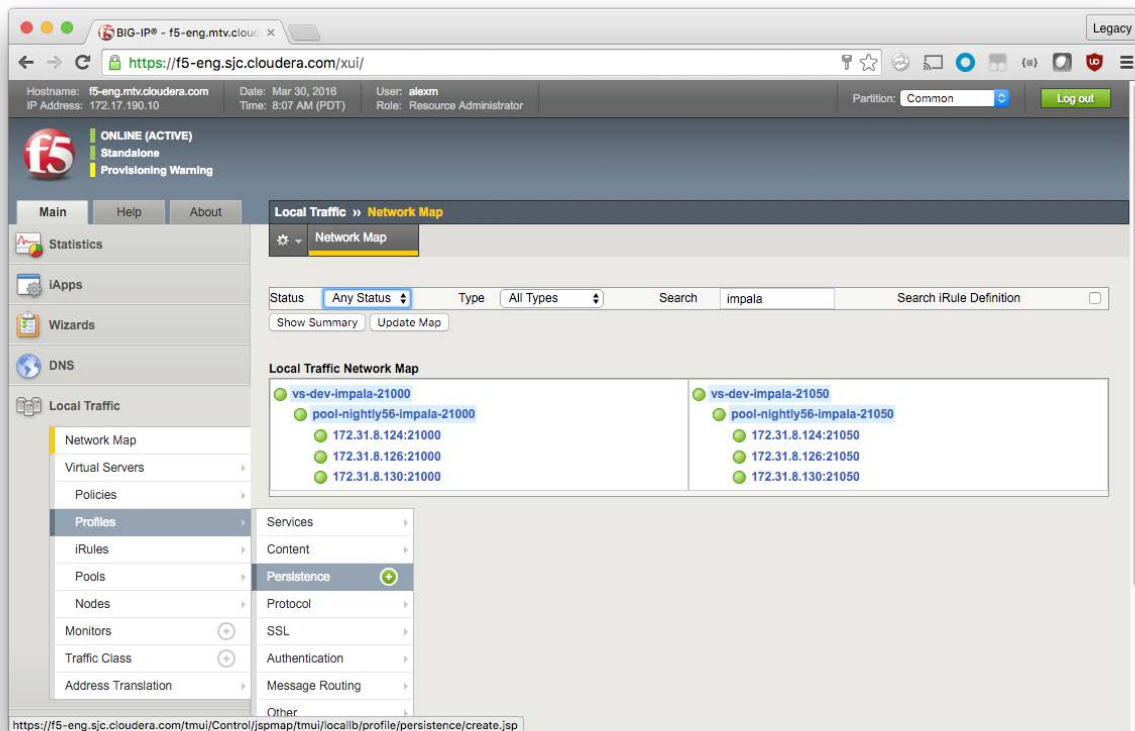 BIG-IP® - f5-eng.mtv.clou
Legacy
https://f5-eng.sjc.cloudera.com/xui/
Hostname: f5-eng.mtv.cloudera.com Date: Mar 30, 2016 User: alexm
IP Address: 172.17.190.10 Time: 8:07 AM (PDT) Role: Resource Administrator
Partition: Common Log out
f5
ONLINE (ACTIVE)
Standalone
Provisioning Warning
Main Help About
Local Traffic » Network Map
Network Map
Statistics
iApps
Wizards
DNS
Local Traffic
Network Map
Virtual Servers
Policies
Profiles
iRules
Pools
Nodes
Monitors
Traffic Class
Address Translation
Services
Content
Persistence
Protocol
SSL
Authentication
Message Routing
Other
Status Any Status Type All Types Search impala Search iRule Definition
Show Summary Update Map
Local Traffic Network Map
vs-dev-impala-21000
pool-nightly56-impala-21000
172.31.8.124:21000
172.31.8.126:21000
172.31.8.130:21000
vs-dev-impala-21050
pool-nightly56-impala-21050
172.31.8.124:21050
172.31.8.126:21050
172.31.8.130:21050
https://f5-eng.sjc.cloudera.com/tmui/Control/jspmap/tmui/locallb/profile/persistence/create.jsp